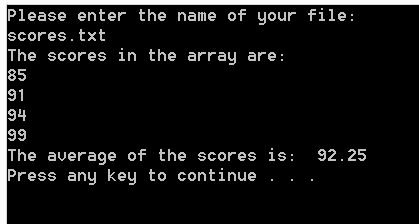 Please enter the name of your file:
scores.txt
The scores in the array are:
85
91
94
99
The average of the scores is:  92.25
Press any key to continue . . .